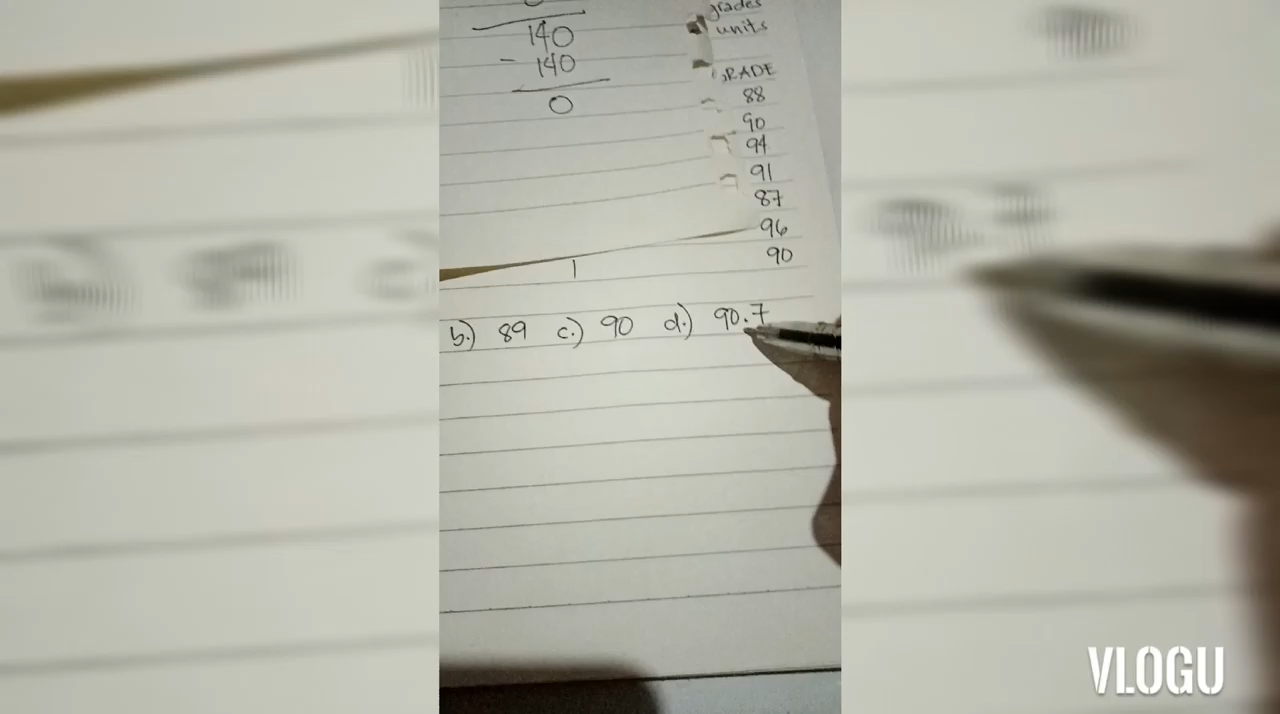 140
grades
units
- 140
0
GRADE
88
90
94
91
87
96
90
1
b.) 89 c.) 90 d.) 90.7
VLOGU